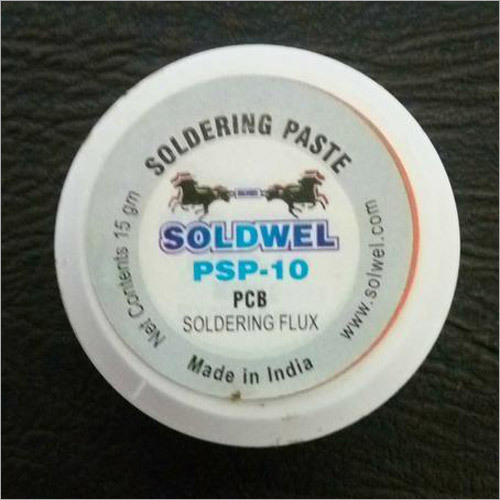 SOLDERING PASTE
SOLDWEL
PSP-10
PCB
SOLDERING FLUX
Net Contents 15 gm
www.solwel.com
Made in India